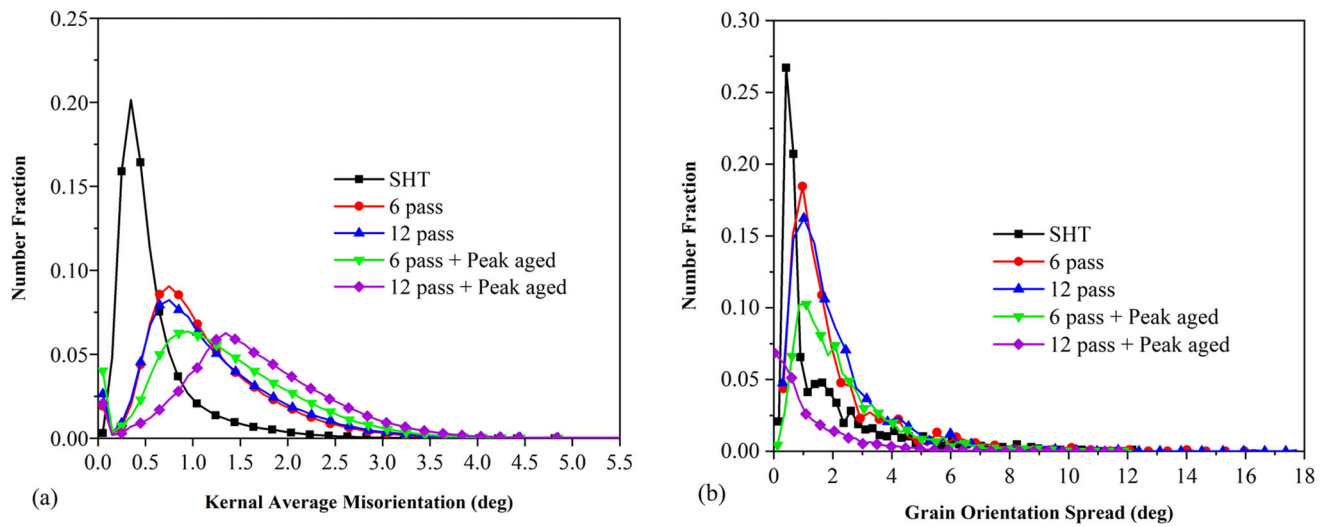 0.25
0.20
0.15
0.10
0.05
0.00
Number Fraction
SHT
6 pass
12 pass
6 pass + Peak aged
12 pass + Peak aged
0.0 0.5 1.0 1.5 2.0 2.5 3.0 3.5 4.0 4.5 5.0 5.5
Kernal Average Misorientation (deg)
(a)
0.30
0.25
0.20
0.15
0.10
0.05
0.00
Number Fraction
SHT
6 pass
12 pass
6 pass + Peak aged
12 pass + Peak aged
0 2 4 6 8 10 12 14 16 18
Grain Orientation Spread (deg)
(b)